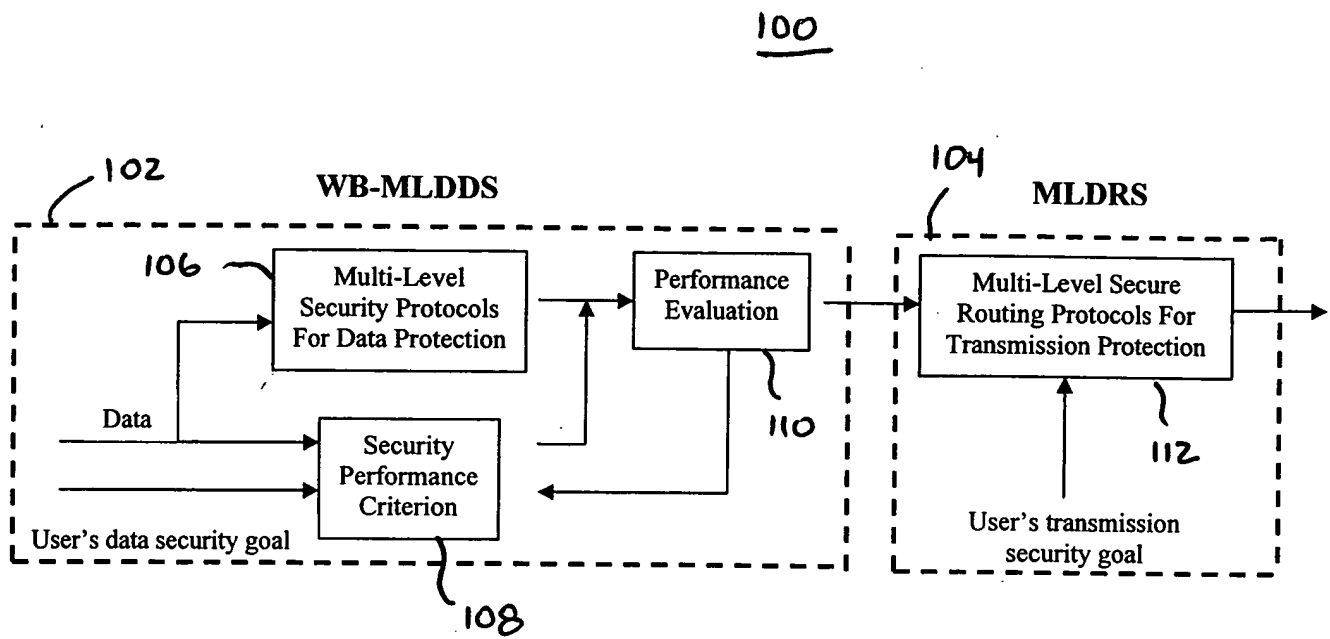 100
102
WB-MLDDS
104
MLDRS
106
Multi-Level
Security Protocols
For Data Protection
Performance
Evaluation
Multi-Level Secure
Routing Protocols For
Transmission Protection
Data
110
112
Security
Performance
Criterion
User's data security goal
User's transmission
security goal
108